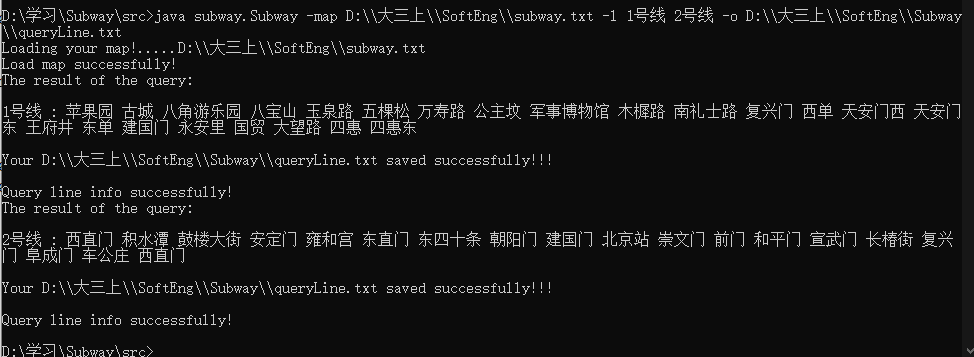 D:\学习\Subway\src>java subway.Subway -map D:\\大三上\\SoftEng\\subway.txt -l 1号线 2号线 -o D:\\大三上\\SoftEng\\Subway
\\queryLine.txt
Loading your map!.....D:\\大三上\\SoftEng\\subway.txt
Load map successfully!
The result of the query:
1号线 : 苹果园 古城 八角游乐园 八宝山 玉泉路 五棵松 万寿路 公主坟 军事博物馆 木樨路 南礼士路 复兴门 西单 天安门西 天安门
东 王府井 东单 建国门 永安里 国贸 大望路 四惠 四惠东
Your D:\\大三上\\SoftEng\\Subway\\queryLine.txt saved successfully!!!
Query line info successfully!
The result of the query:
2号线 : 西直门 积水潭 鼓楼大街 安定门 雍和宫 东直门 东四十条 朝阳门 建国门 北京站 崇文门 前门 和平门 宣武门 长椿街 复兴
门 阜成门 车公庄 西直门
Your D:\\大三上\\SoftEng\\Subway\\queryLine.txt saved successfully!!!
Query line info successfully!
D:\学习\Subway\src>